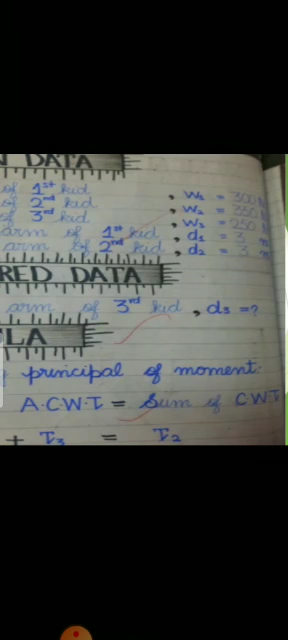 DATA
of 1st kid , W1 = 300 N
of 2nd kid , W2 = 350 N
of 3rd kid , W3 = 250 N
arm of 1st kid , d1 = 3 m
arm of 2nd kid , d2 = 3 m
RED DATA
arm of 3rd kid , d3 = ?
LA
principal of moment
A.C.W.T = Sum of C.W.T
+ T3 = T2